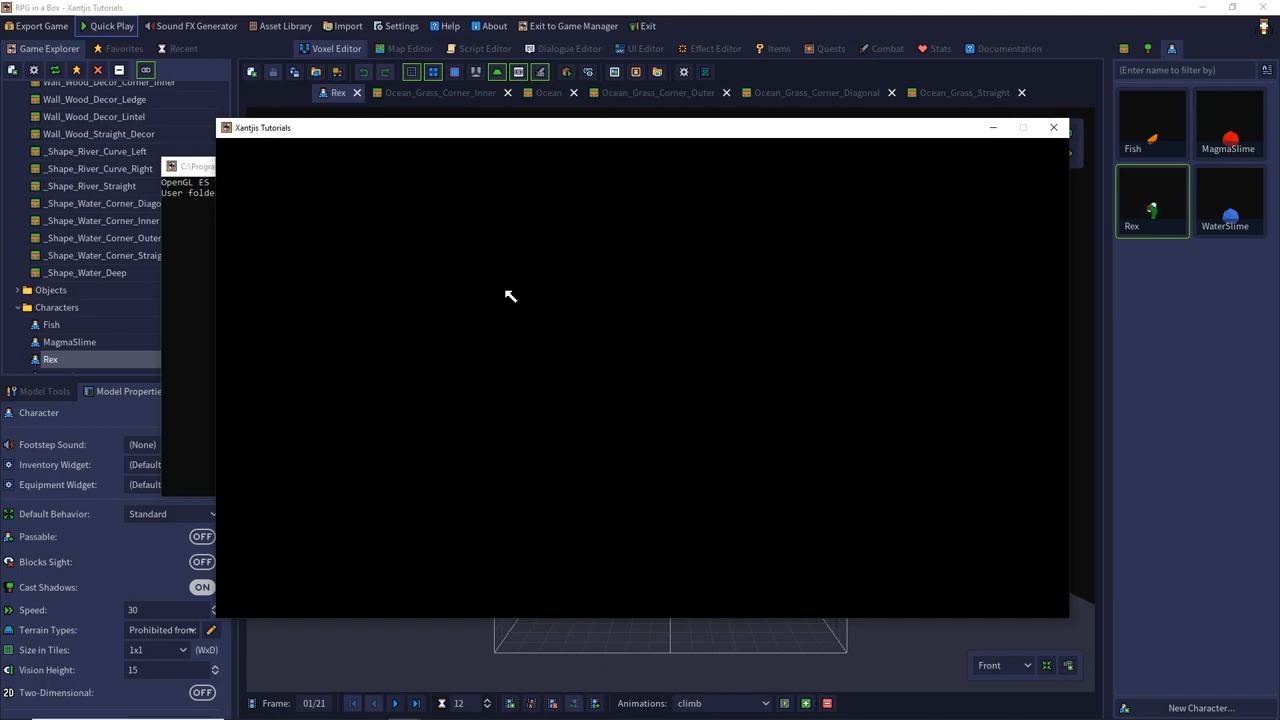 RPG in a Box - Xantjis Tutorials
Export Game Quick Play Sound FX Generator Asset Library Import Settings Help About Exit to Game Manager Exit
Game Explorer Favorites Recent
Voxel Editor Map Editor Script Editor Dialogue Editor UI Editor Effect Editor Items Quests Combat Stats Documentation
(Enter name to filter by)
Rex Ocean_Grass_Corner_Inner Ocean Ocean_Grass_Corner_Outer Ocean_Grass_Corner_Diagonal Ocean_Grass_Straight
Wall_Wood_Decor_Corner_Inner
Wall_Wood_Decor_Ledge
Wall_Wood_Decor_Lintel
Wall_Wood_Straight_Decor
_Shape_River_Curve_Left
_Shape_River_Curve_Right
_Shape_River_Straight
_Shape_Water_Corner_Diago
_Shape_Water_Corner_Inner
_Shape_Water_Corner_Outer
_Shape_Water_Corner_Straig
_Shape_Water_Deep
Objects
Characters
Fish
MagmaSlime
Rex
Xantjis Tutorials
C:\Progra
OpenGL ES
User folde
Fish MagmaSlime
Rex WaterSlime
Model Tools Model Propertie
Character
Footstep Sound: (None)
Inventory Widget: (Default
Equipment Widget: (Default
Default Behavior: Standard
Passable: OFF
Blocks Sight: OFF
Cast Shadows: ON
Speed: 30
Terrain Types: Prohibited from:
Size in Tiles: 1x1 (WxD)
Vision Height: 15
Two-Dimensional: OFF
Front
Frame: 01/21 12 Animations: climb
New Character...